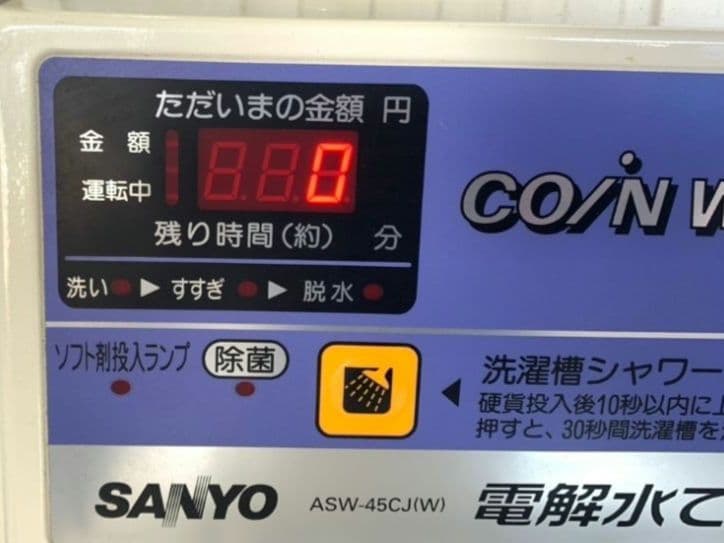 ただいまの金額 円
金 額
0
運転中
残り時間(約) 分
洗い ▶ すすぎ ▶ 脱水
ソフト剤投入ランプ 除菌
◀ 洗濯槽シャワー
硬貨投入後10秒以内に
押すと、30秒間洗濯槽を
COIN
SANYO ASW-45CJ(W) 電解水で